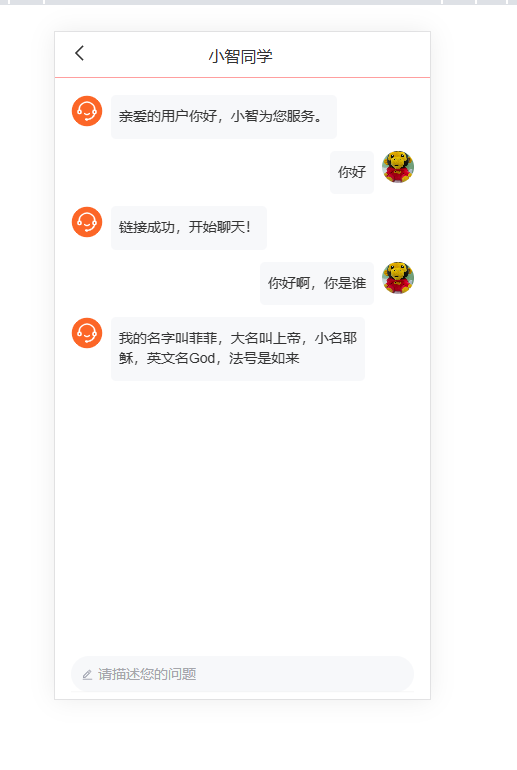 小智同学
亲爱的用户你好，小智为您服务。
你好
链接成功，开始聊天！
你好啊，你是谁
我的名字叫菲菲，大名叫上帝，小名耶
稣，英文名God，法号是如来
请描述您的问题